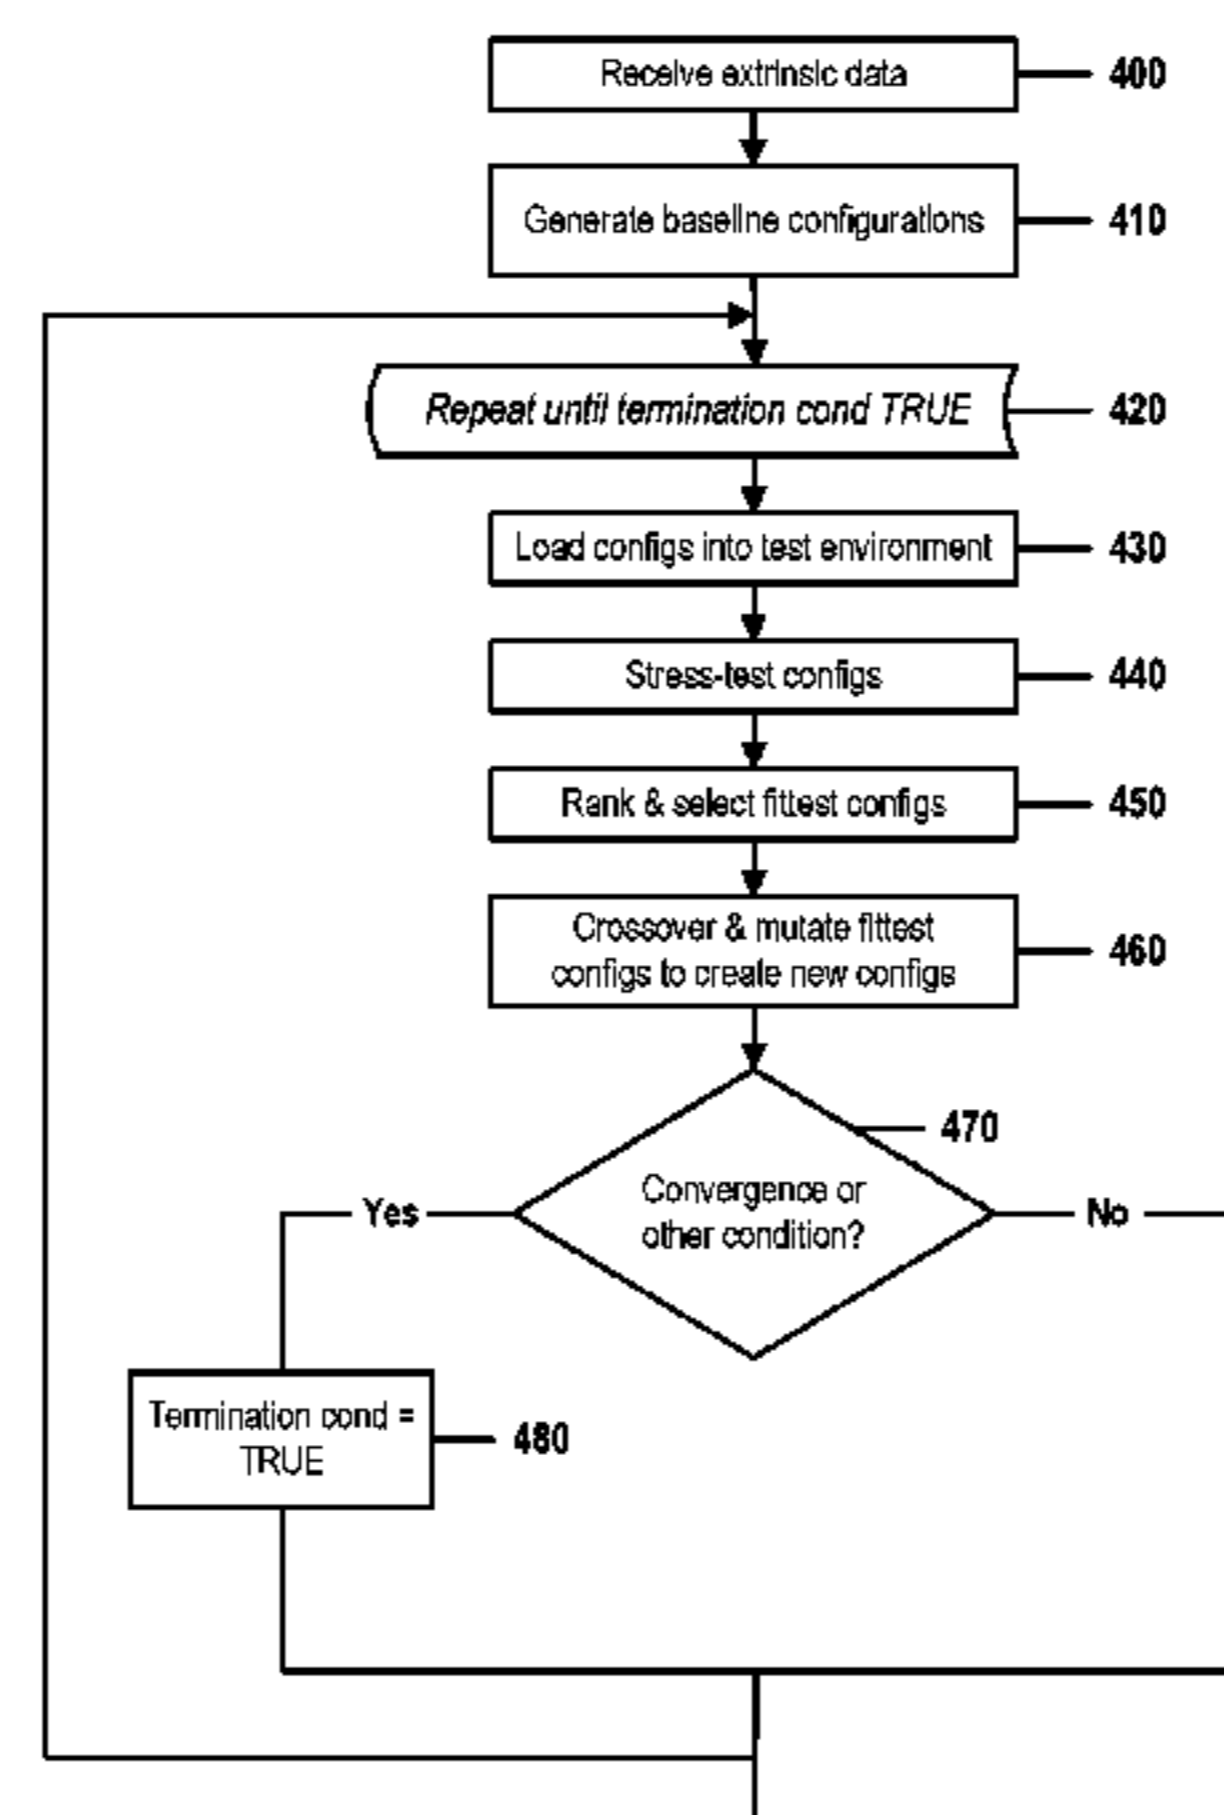 Receive extrinsic data 400
Generate baseline configurations 410
Repeat until termination cond TRUE 420
Load configs into test environment 430
Stress-test configs 440
Rank & select fittest configs 450
Crossover & mutate fittest
configs to create new configs 460
470
Convergence or
other condition?
Yes
No
Termination cond =
TRUE
480